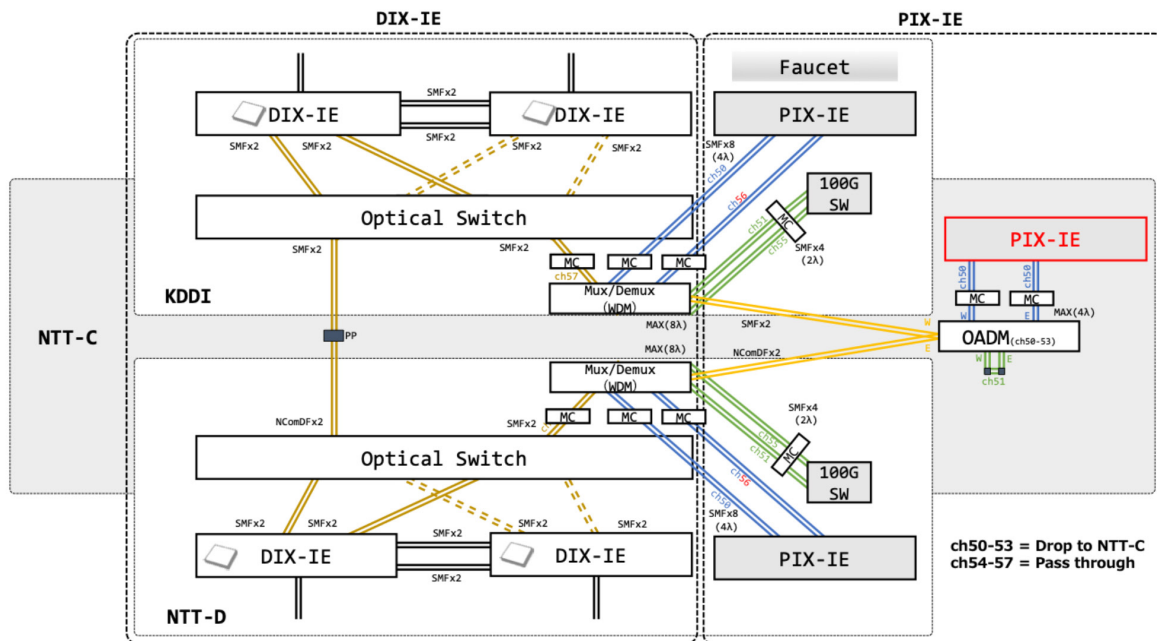 DIX-IE
PIX-IE
Faucet
SMFx2
DIX-IE
DIX-IE
PIX-IE
SMFx2
SMFx2
SMFx2
SMFx2
SMFx2
SMFx8
(4λ)
ch50
100G
SW
ch56
ch51
MC
ch55
Optical Switch
SMFx4
(2λ)
PIX-IE
SMFx2
SMFx2
MC
MC
MC
ch57
ch50
ch50
KDDI
Mux/Demux
(WDM)
MC
MC
MAX(8λ)
SMFx2
W
E
MAX(4λ)
NTT-C
PP
W
OADM(ch50-53)
E
MAX(8λ)
NComDFx2
W
E
ch51
Mux/Demux
(WDM)
NComDFx2
SMFx2
MC
MC
MC
SMFx4
(2λ)
ch55
ch51
MC
Optical Switch
ch56
100G
SW
ch50
SMFx8
(4λ)
SMFx2
SMFx2
SMFx2
SMFx2
SMFx2
DIX-IE
DIX-IE
PIX-IE
SMFx2
ch50-53 = Drop to NTT-C
ch54-57 = Pass through
NTT-D